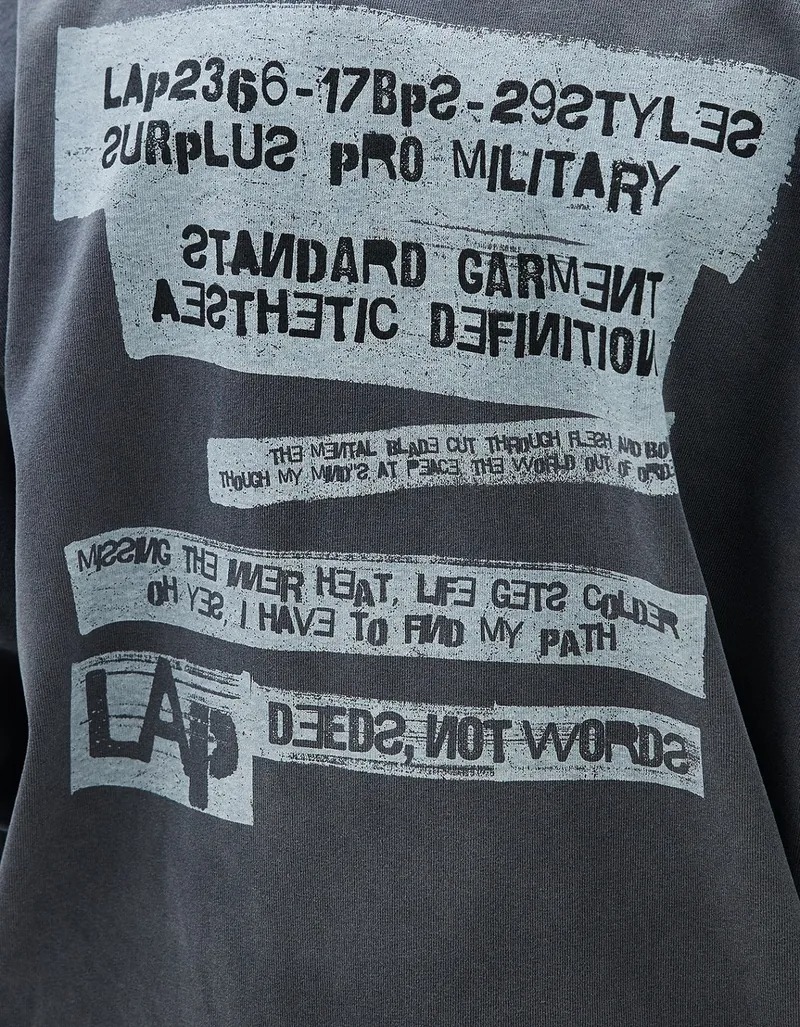 LAp2366-17BpS-29STYLES
SURpLUS pRO MILITARY
STANDARD GARMENT
AESTHETIC DEFINITION
THE MENTAL BLADE CUT THROUGH FLESH AND BO
THOUGH MY MIND'S AT PEACE, THE WORLD OUT OF ORDE
MISSING THE INNER HEAT, LIFE GETS COLDER
OH YES, I HAVE TO FIND MY PATH
LAp
DEEDS, NOT WORDS